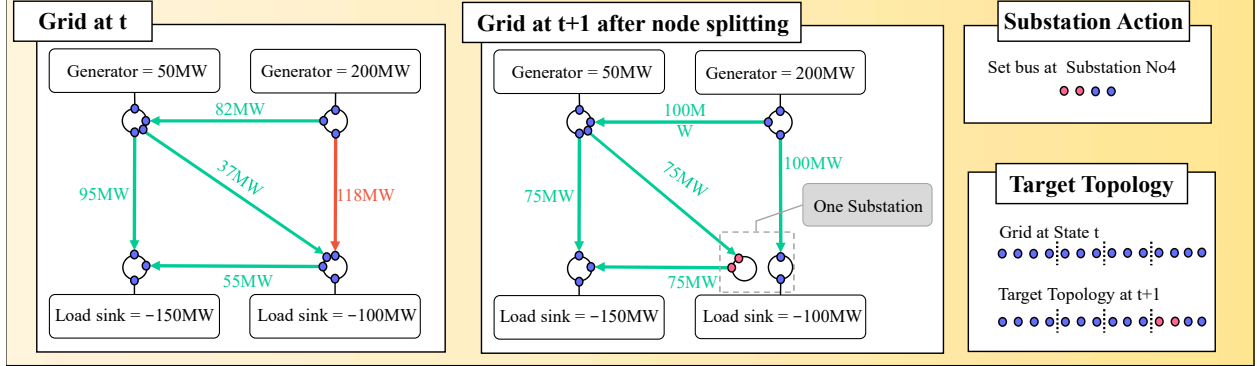 Grid at t
Generator = 50MW
Generator = 200MW
82MW
95MW
37MW
118MW
55MW
Load sink = −150MW
Load sink = −100MW
Grid at t+1 after node splitting
Generator = 50MW
Generator = 200MW
100M
W
75MW
75MW
100MW
One Substation
75MW
Load sink = −150MW
Load sink = −100MW
Substation Action
Set bus at Substation No4
Target Topology
Grid at State t
Target Topology at t+1